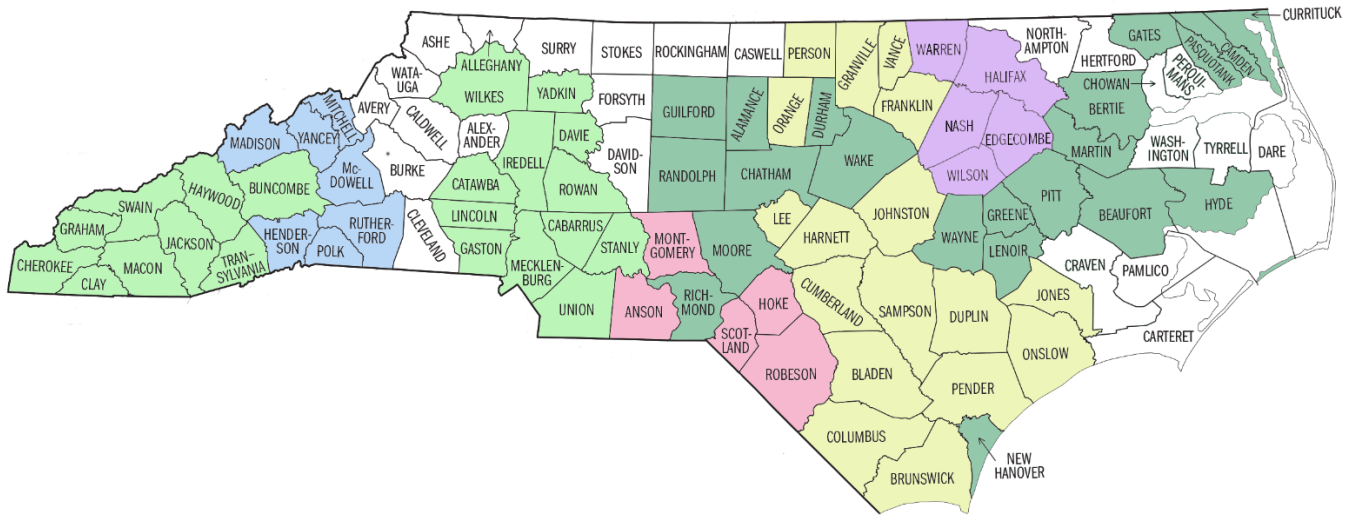 CURRITUCK
ASHE
SURRY
STOKES
ROCKINGHAM
CASWELL
PERSON
GRANVILLE
VANCE
WARREN
NORTH-
AMPTON
GATES
HERTFORD
PASQUOTANK
CAMDEN
ALLEGHANY
WATA-
UGA
WILKES
YADKIN
FORSYTH
GUILFORD
ALAMANCE
ORANGE
DURHAM
FRANKLIN
HALIFAX
CHOWAN
PERQUI-
MANS
BERTIE
MITCHELL
AVERY
CALDWELL
ALEX-
ANDER
DAVIE
IREDELL
DAVID-
SON
NASH
EDGECOMBE
MADISON
YANCEY
BURKE
MARTIN
WASH-
INGTON
TYRRELL
DARE
WAKE
MC-
DOWELL
BUNCOMBE
HAYWOOD
CATAWBA
ROWAN
RANDOLPH
CHATHAM
WILSON
PITT
SWAIN
LINCOLN
CABARRUS
STANLY
LEE
JOHNSTON
GREENE
BEAUFORT
HYDE
GRAHAM
JACKSON
HENDER-
SON
POLK
RUTHER-
FORD
CLEVELAND
GASTON
MONT-
GOMERY
MOORE
HARNETT
WAYNE
LENOIR
CRAVEN
PAMLICO
CHEROKEE
MACON
CLAY
TRAN-
SYLVANIA
MECKLEN-
BURG
UNION
ANSON
RICH-
MOND
HOKE
CUMBERLAND
SAMPSON
DUPLIN
JONES
CARTERET
SCOT-
LAND
ROBESON
BLADEN
ONSLOW
PENDER
COLUMBUS
BRUNSWICK
NEW
HANOVER